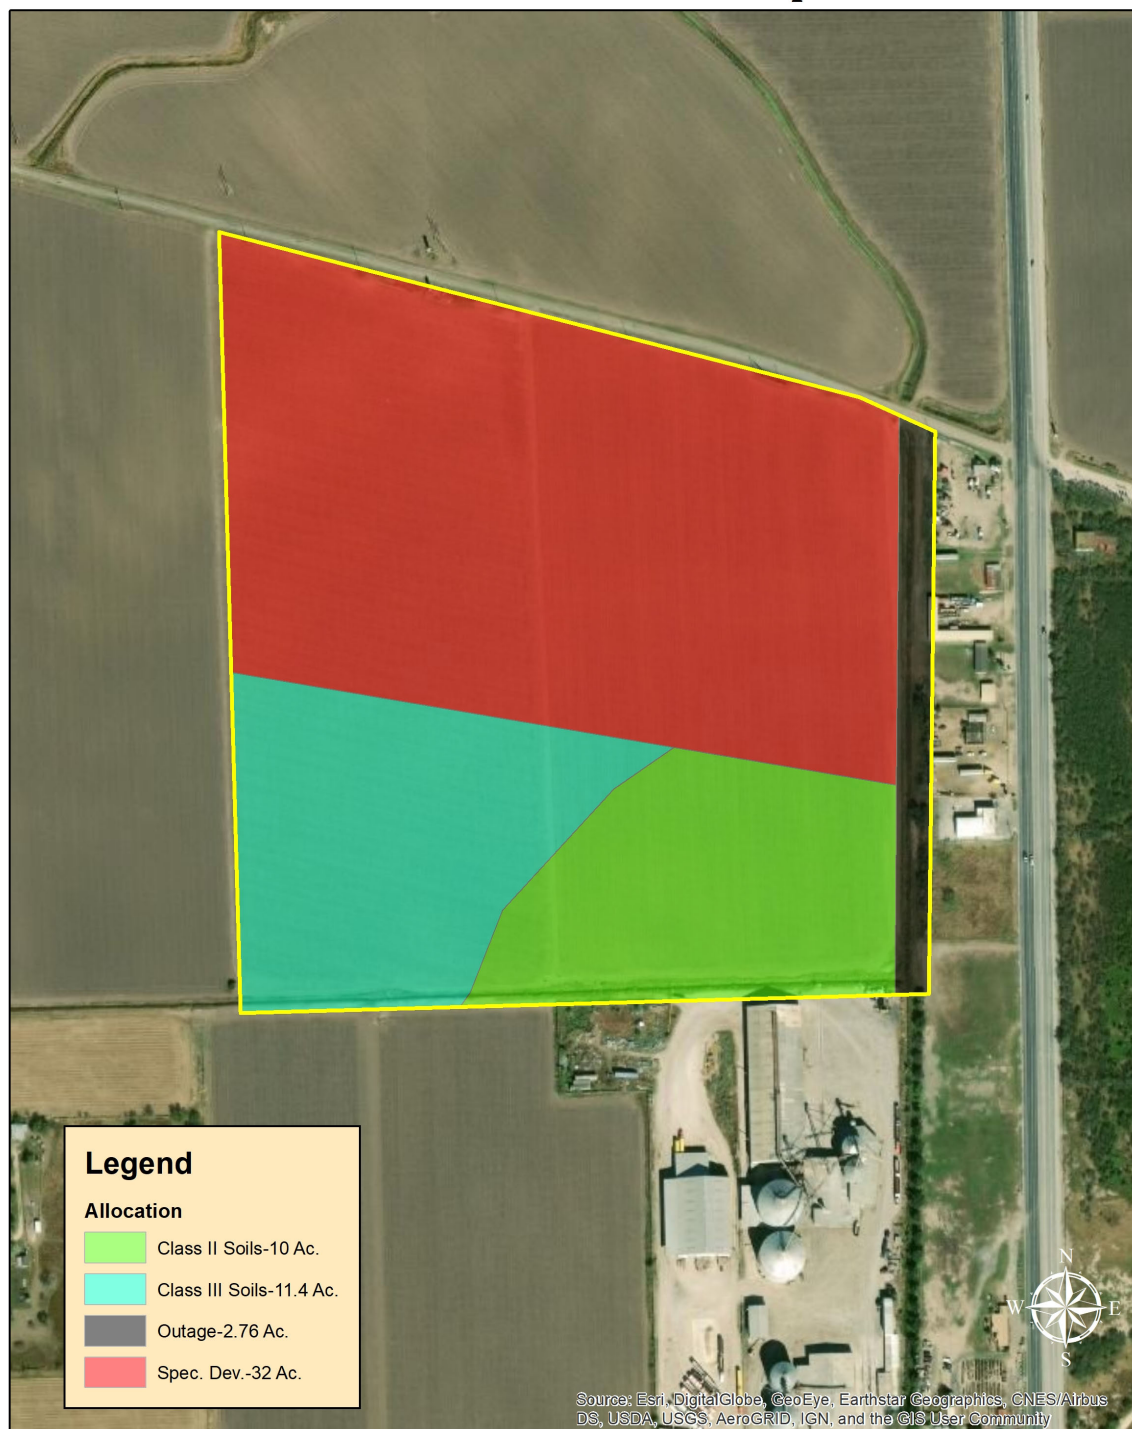 Legend
Allocation
Class II Soils-10 Ac.
Class III Soils-11.4 Ac.
Outage-2.76 Ac.
Spec. Dev.-32 Ac.
N
W E
S
Source: Esri, DigitalGlobe, GeoEye, Earthstar Geographics, CNES/Airbus
DS, USDA, USGS, AeroGRID, IGN, and the GIS User Community